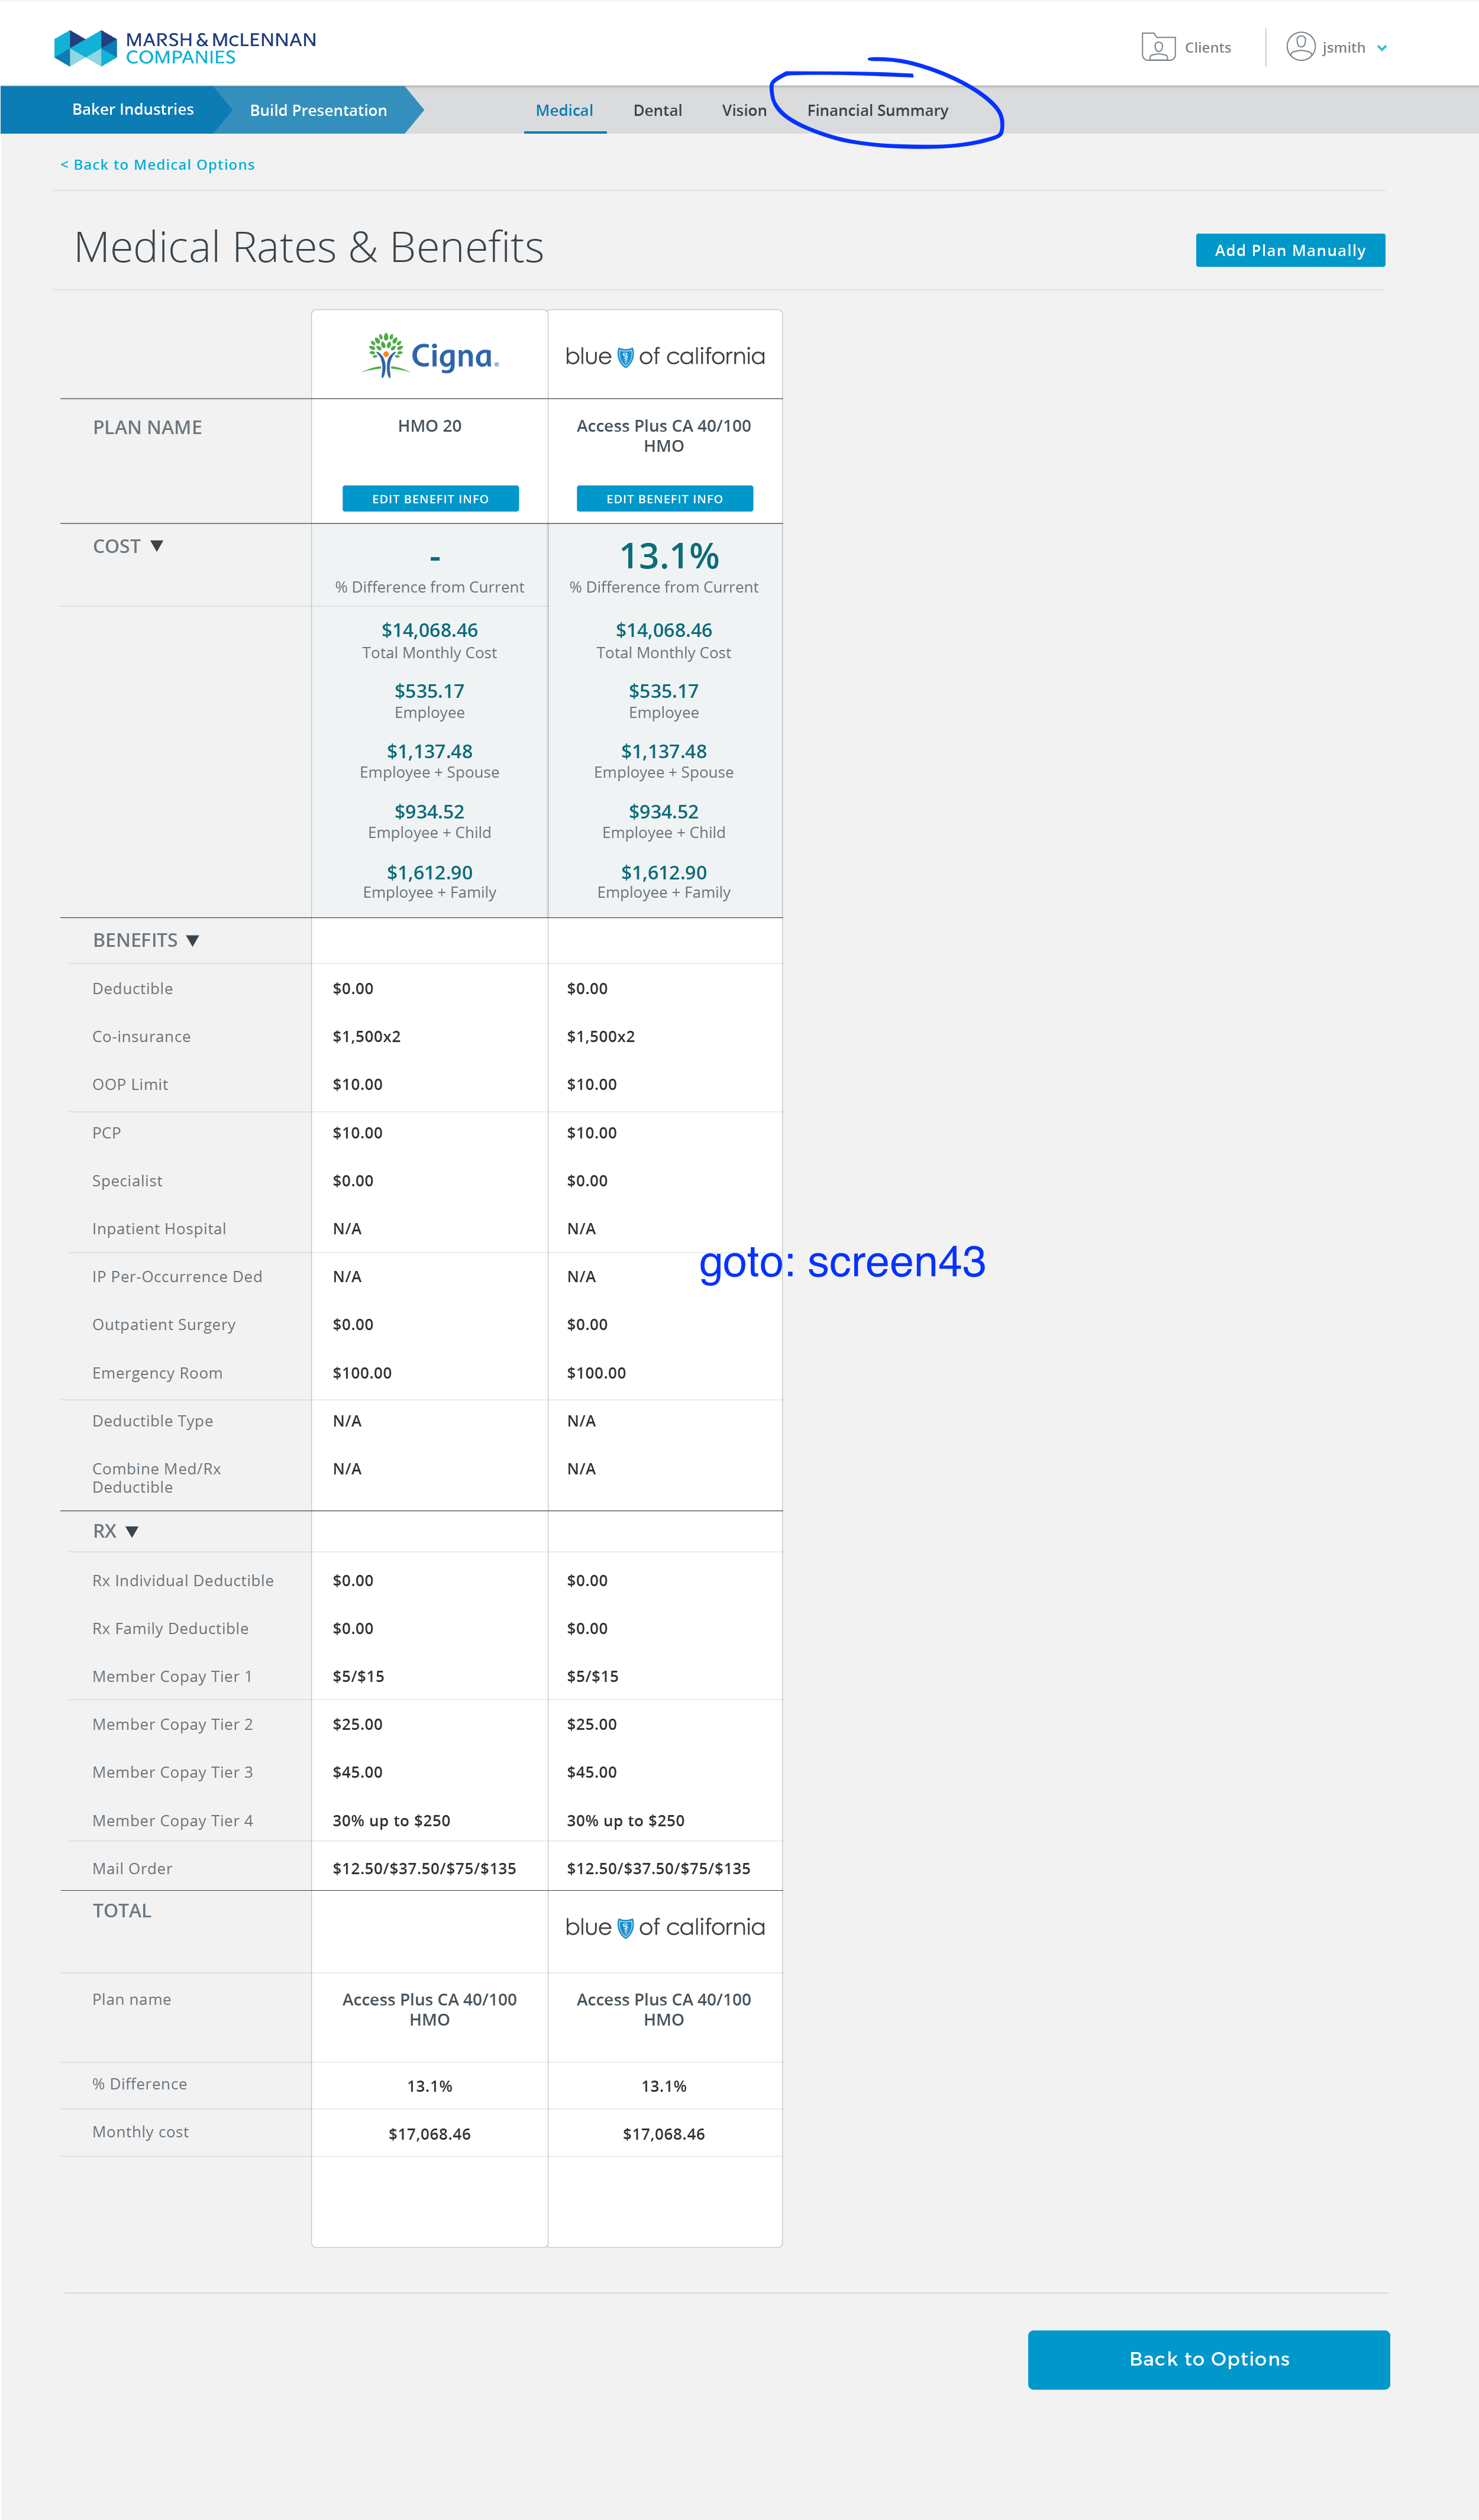 MARSH & McLENNAN
COMPANIES
Clients
jsmith
Baker Industries
Build Presentation
Medical
Dental
Vision
Financial Summary
< Back to Medical Options
Medical Rates & Benefits
Add Plan Manually
Cigna®
blue of california
PLAN NAME
HMO 20
Access Plus CA 40/100
HMO
EDIT BENEFIT INFO
EDIT BENEFIT INFO
COST ▼
-
13.1%
% Difference from Current
% Difference from Current
$14,068.46
$14,068.46
Total Monthly Cost
Total Monthly Cost
$535.17
$535.17
Employee
Employee
$1,137.48
$1,137.48
Employee + Spouse
Employee + Spouse
$934.52
$934.52
Employee + Child
Employee + Child
$1,612.90
$1,612.90
Employee + Family
Employee + Family
BENEFITS ▼
Deductible $0.00 $0.00
Co-insurance $1,500x2 $1,500x2
OOP Limit $10.00 $10.00
PCP $10.00 $10.00
Specialist $0.00 $0.00
Inpatient Hospital N/A N/A
goto: screen43
IP Per-Occurrence Ded N/A N/A
Outpatient Surgery $0.00 $0.00
Emergency Room $100.00 $100.00
Deductible Type N/A N/A
Combine Med/Rx N/A N/A
Deductible
RX ▼
Rx Individual Deductible $0.00 $0.00
Rx Family Deductible $0.00 $0.00
Member Copay Tier 1 $5/$15 $5/$15
Member Copay Tier 2 $25.00 $25.00
Member Copay Tier 3 $45.00 $45.00
Member Copay Tier 4 30% up to $250 30% up to $250
Mail Order $12.50/$37.50/$75/$135 $12.50/$37.50/$75/$135
TOTAL
blue of california
Plan name
Access Plus CA 40/100
HMO
Access Plus CA 40/100
HMO
% Difference 13.1% 13.1%
Monthly cost $17,068.46 $17,068.46
Back to Options